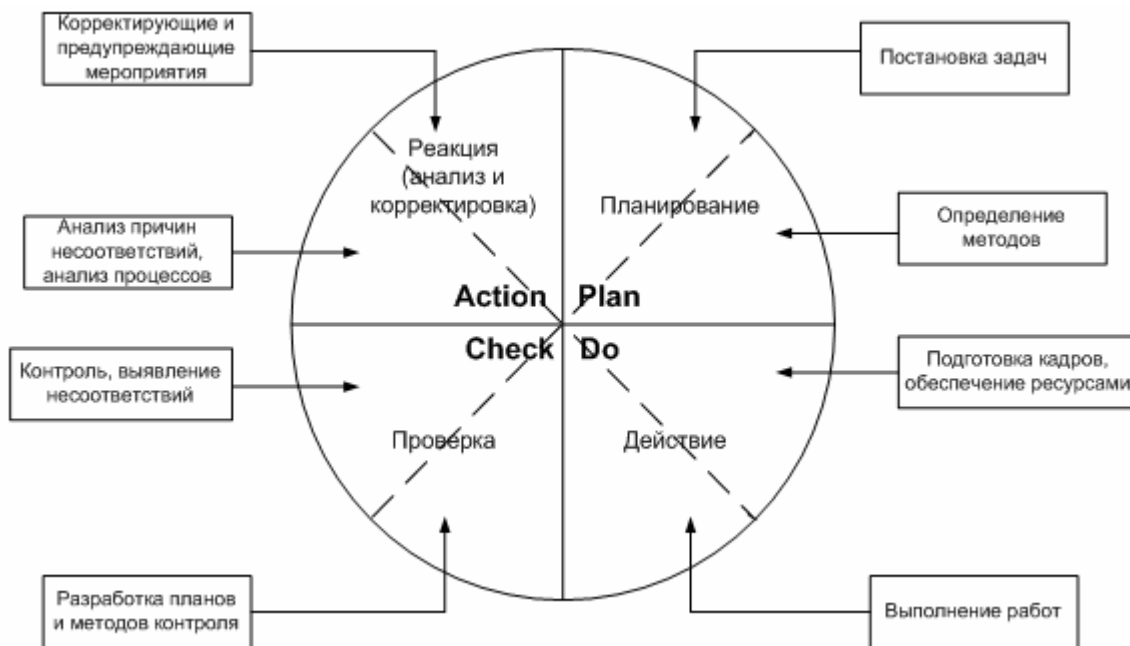 Корректирующие и
предупреждающие
мероприятия
Постановка задач
Реакция
(анализ и
корректировка)
Планирование
Анализ причин
несоответствий,
анализ процессов
Определение
методов
Action
Plan
Check
Do
Контроль, выявление
несоответствий
Подготовка кадров,
обеспечение ресурсами
Проверка
Действие
Разработка планов
и методов контроля
Выполнение работ